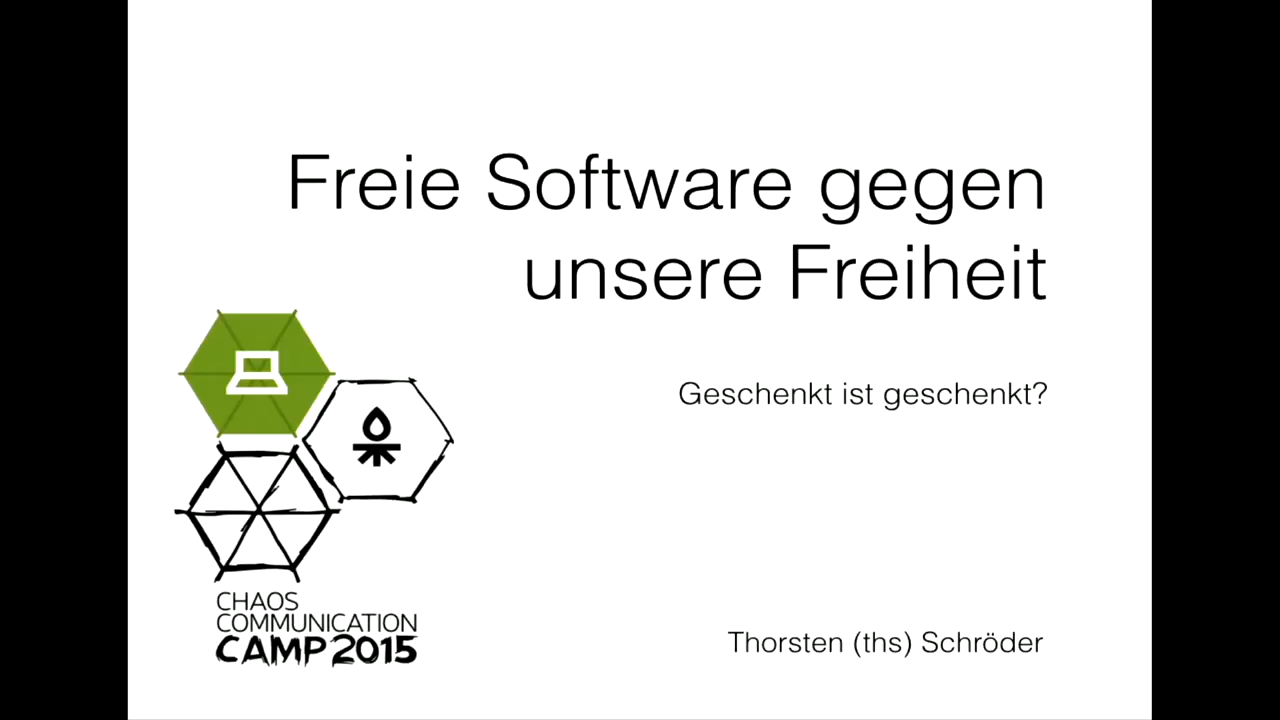 Freie Software gegen
unsere Freiheit
Geschenkt ist geschenkt?
CHAOS
COMMUNICATION
CAMP 2015
Thorsten (ths) Schröder